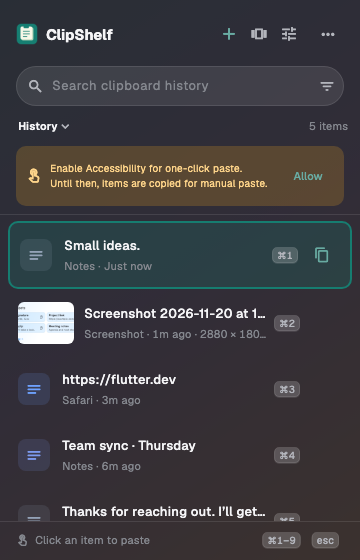 ClipShelf
Search clipboard history
History
5 items
Enable Accessibility for one-click paste.
Until then, items are copied for manual paste.
Allow
Small ideas.
Notes · Just now
⌘1
Screenshot 2026-11-20 at 1...
Screenshot · 1m ago · 2880 × 180...
⌘2
https://flutter.dev
Safari · 3m ago
⌘3
Team sync · Thursday
Notes · 6m ago
⌘4
Thanks for reaching out. I'll get...
⌘5
Click an item to paste
⌘1–9
esc